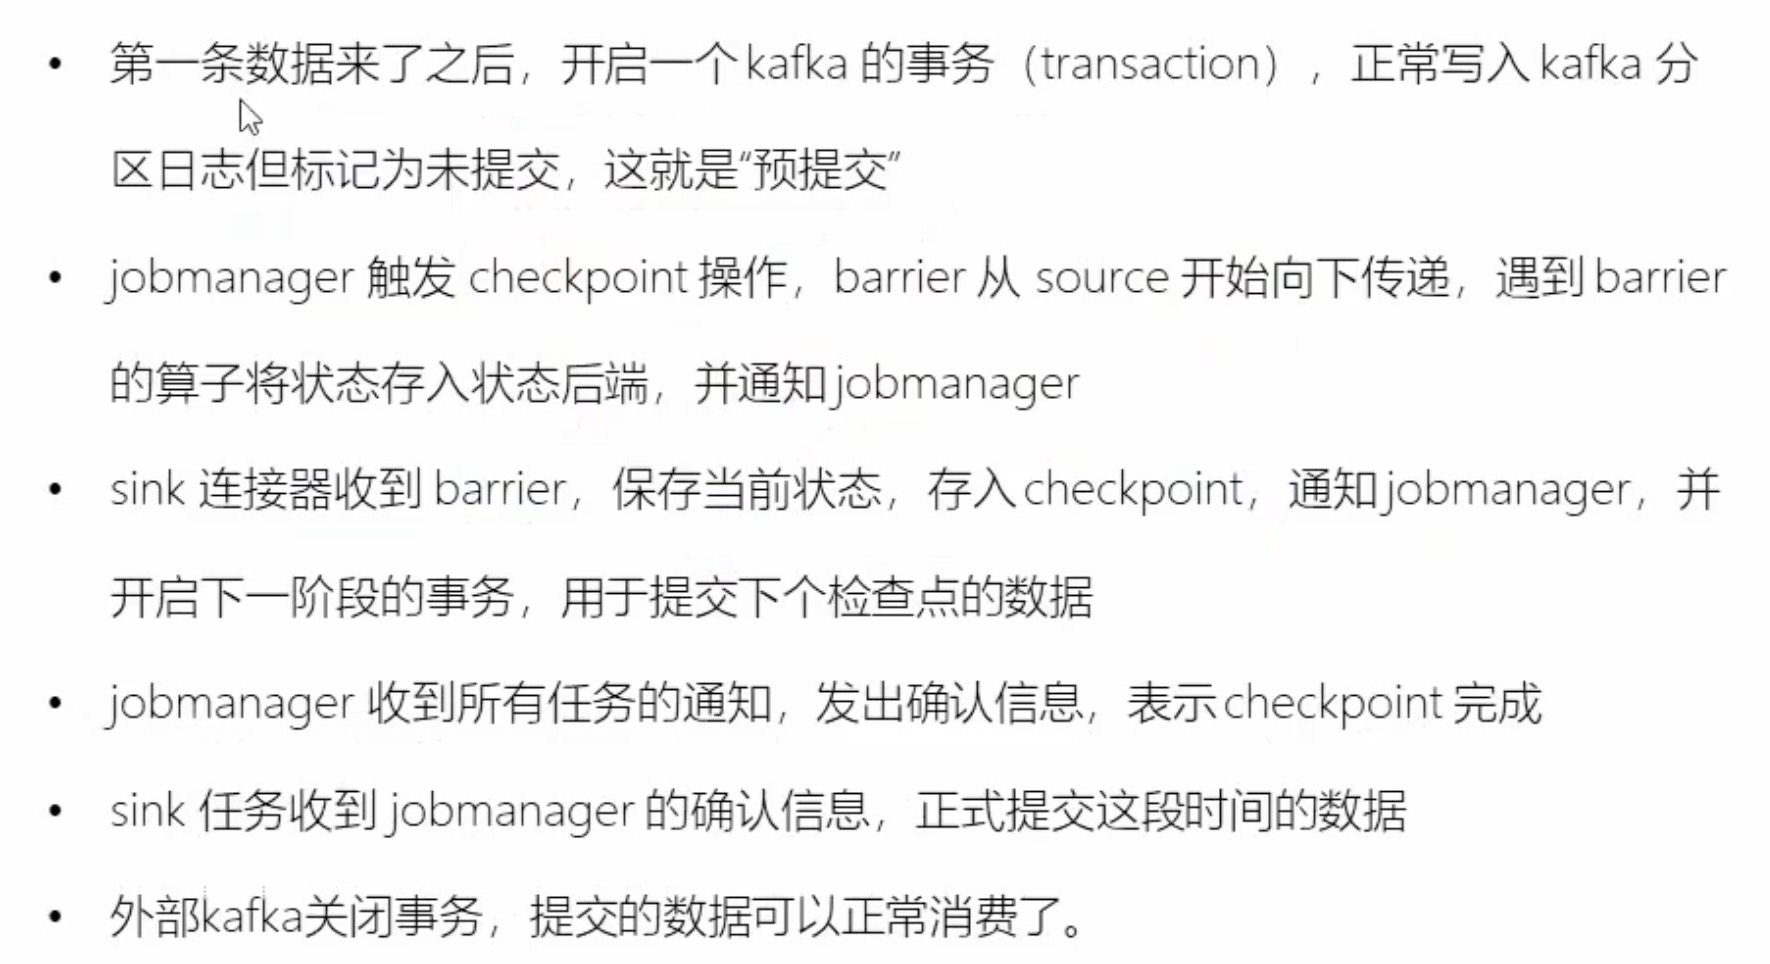 • 第一条数据来了之后，开启一个 kafka 的事务（transaction），正常写入 kafka 分
区日志但标记为未提交，这就是“预提交”
• jobmanager 触发 checkpoint 操作，barrier 从 source 开始向下传递，遇到 barrier
的算子将状态存入状态后端，并通知 jobmanager
• sink 连接器收到 barrier，保存当前状态，存入 checkpoint，通知 jobmanager，并
开启下一阶段的事务，用于提交下个检查点的数据
• jobmanager 收到所有任务的通知，发出确认信息，表示 checkpoint 完成
• sink 任务收到 jobmanager 的确认信息，正式提交这段时间的数据
• 外部kafka关闭事务，提交的数据可以正常消费了。